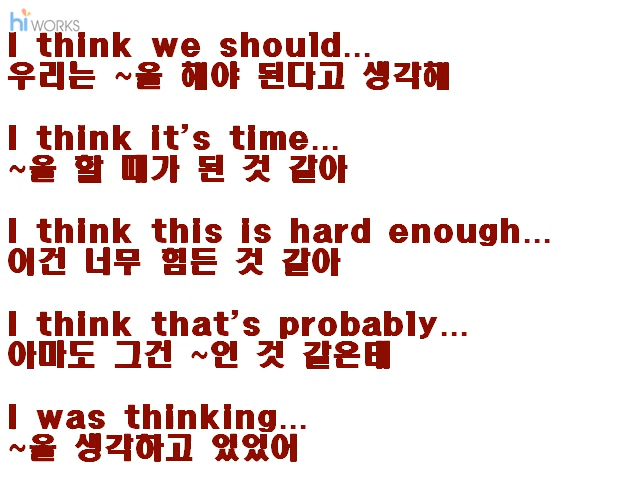 hi WORKS
I think we should...
우리는 ~을 해야 된다고 생각해
I think it's time...
~을 할 때가 된 것 같아
I think this is hard enough...
이건 너무 힘든 것 같아
I think that's probably...
아마도 그건 ~인 것 같은데
I was thinking...
~을 생각하고 있었어